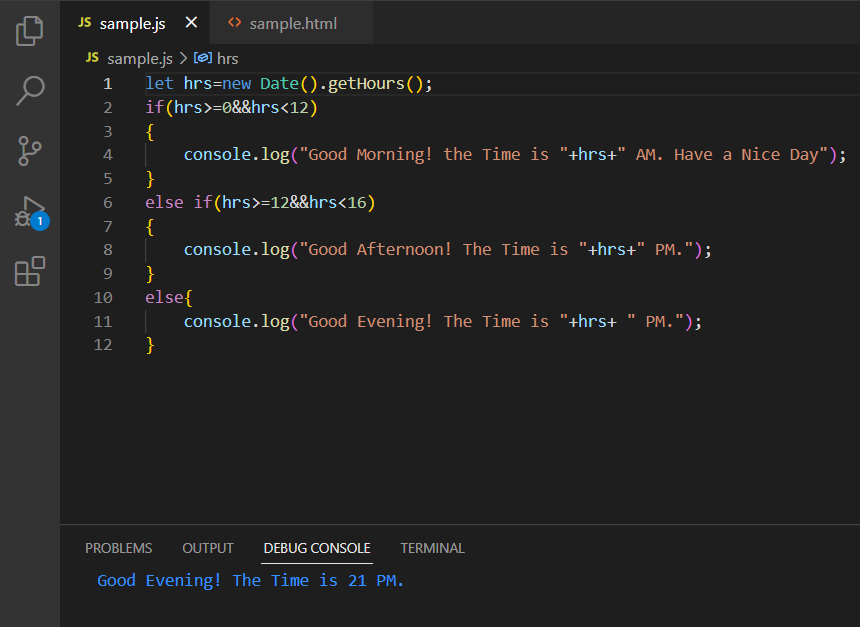 JS sample.js × <> sample.html
JS sample.js > hrs
1 let hrs=new Date().getHours();
2 if(hrs>=0&&hrs<12)
3 {
4     console.log("Good Morning! the Time is "+hrs+" AM. Have a Nice Day");
5 }
6 else if(hrs>=12&&hrs<16)
7 {
8     console.log("Good Afternoon! The Time is "+hrs+" PM.");
9 }
10 else{
11     console.log("Good Evening! The Time is "+hrs+ " PM.");
12 }
1
PROBLEMS OUTPUT DEBUG CONSOLE TERMINAL
Good Evening! The Time is 21 PM.